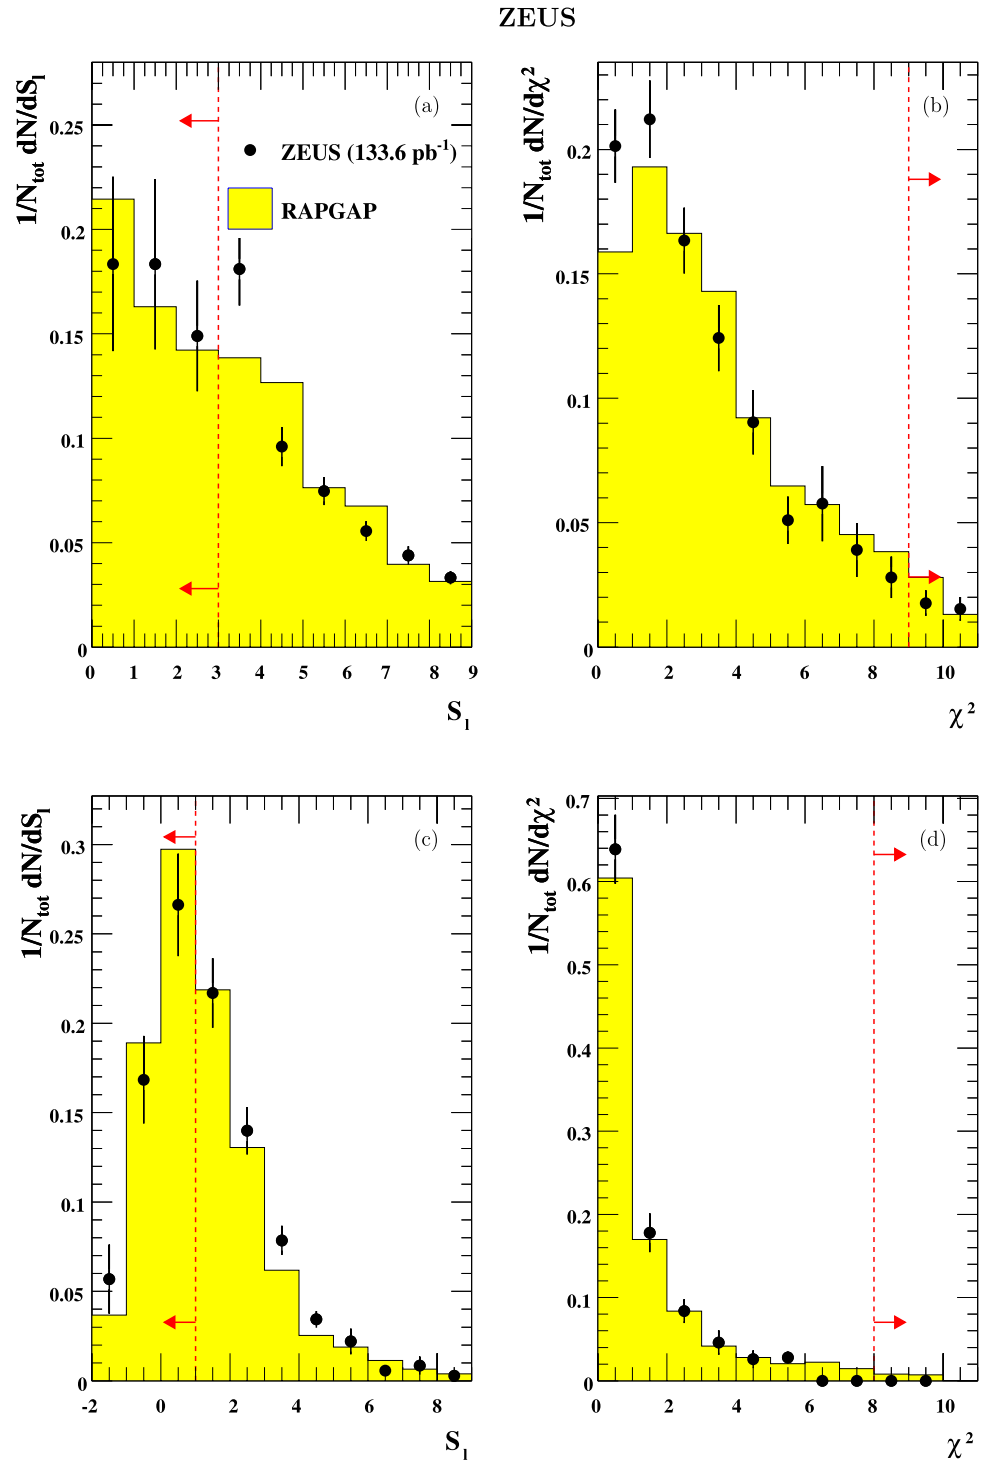 ZEUS
(a)
1/N_tot dN/dS_l
ZEUS (133.6 pb⁻¹)
RAPGAP
0.25
0.2
0.15
0.1
0.05
0
0 1 2 3 4 5 6 7 8 9
S_l
(b)
1/N_tot dN/dχ²
0.2
0.15
0.1
0.05
0
0 2 4 6 8 10
χ²
(c)
1/N_tot dN/dS_l
0.3
0.25
0.2
0.15
0.1
0.05
0
-2 0 2 4 6 8
S_l
(d)
1/N_tot dN/dχ²
0.7
0.6
0.5
0.4
0.3
0.2
0.1
0
0 2 4 6 8 10
χ²